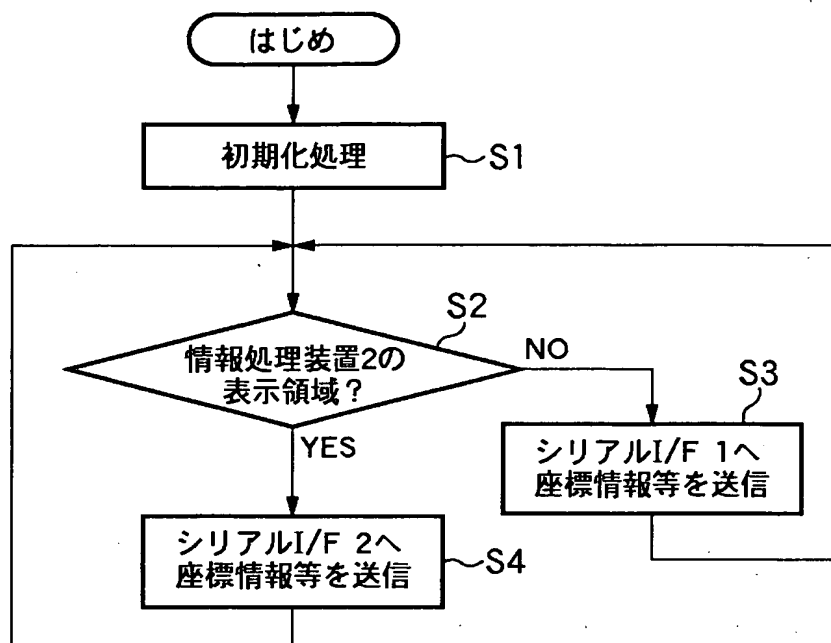 はじめ
初期化処理
S1
S2
情報処理装置2の
表示領域？
NO
YES
S3
シリアルI/F 1へ
座標情報等を送信
シリアルI/F 2へ
座標情報等を送信
S4